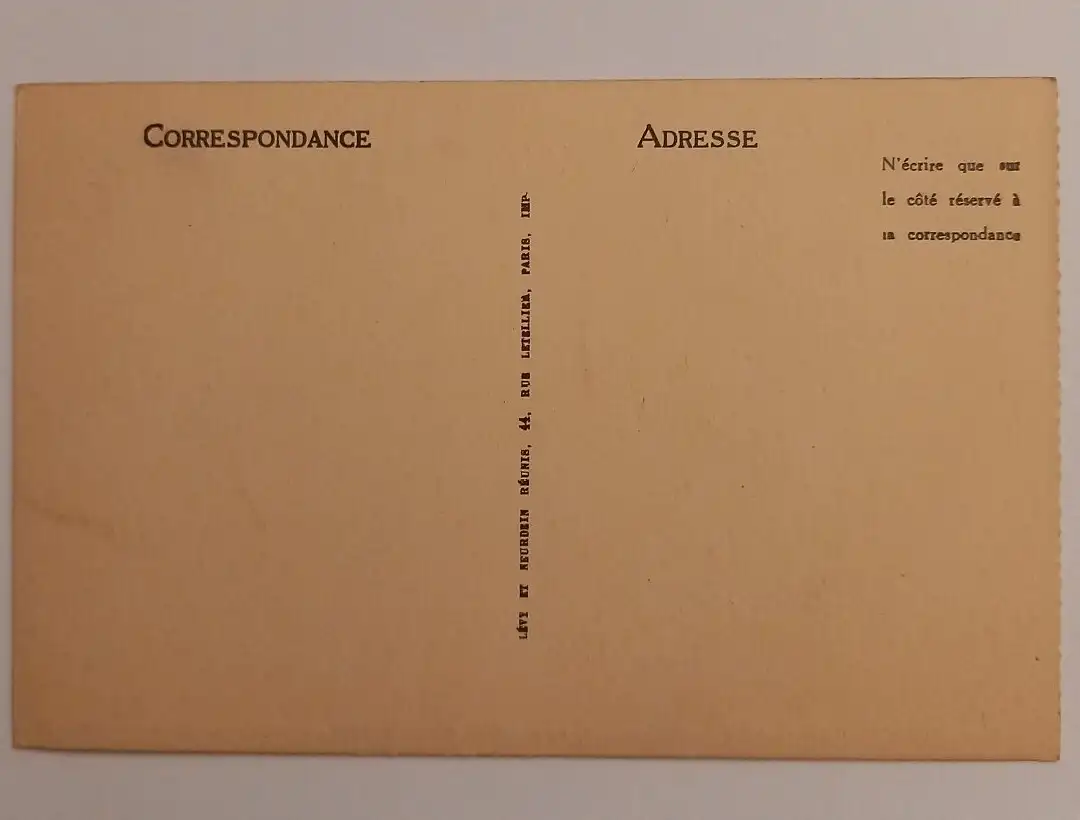 CORRESPONDANCE
ADRESSE
N'écrire que sur
le côté réservé à
la correspondance
LÉVY ET NEURDEIN RÉUNIS, 44, RUE LETELLIER, PARIS, IMP.